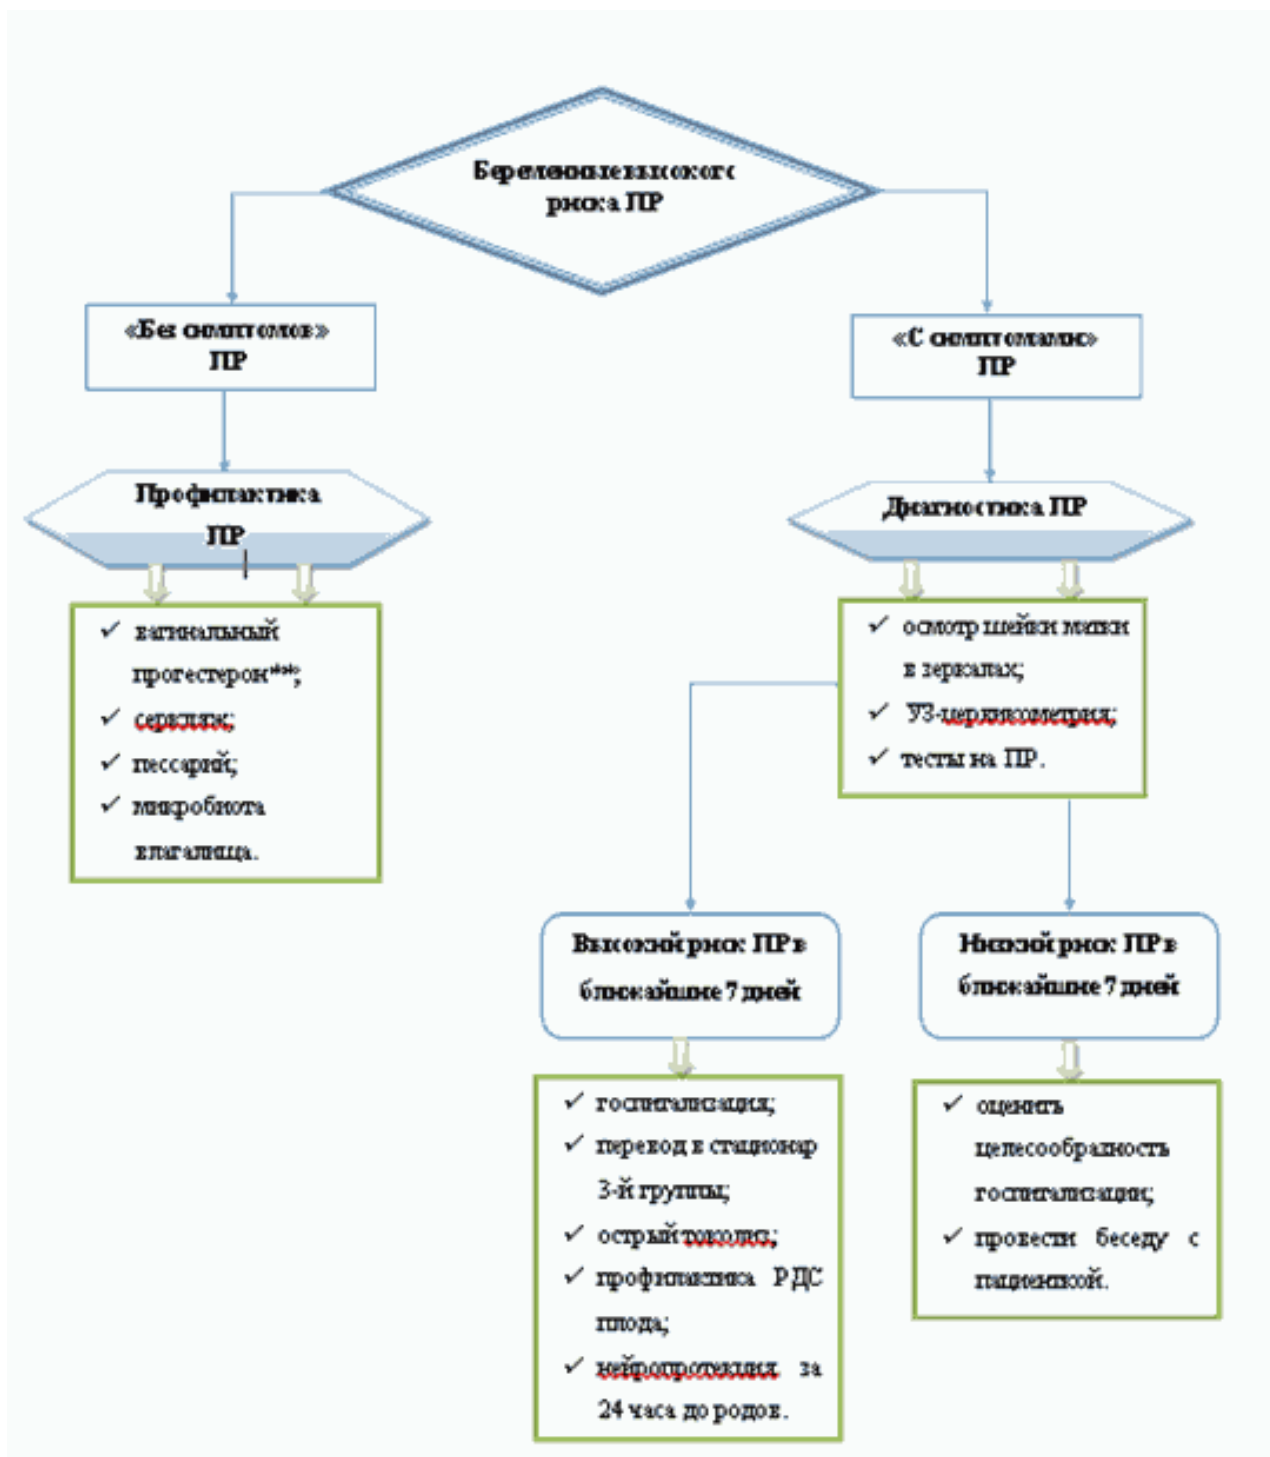 Беременные высокого
риска ПР
«Без симптомов»
ПР
«С симптомами»
ПР
Профилактика
ПР
Диагностика ПР
вагинальный
прогестерон**;
серкляж;
пессарий;
микробиота
влагалища.
осмотр шейки матки
в зеркалах;
УЗ-цервикометрия;
тесты на ПР.
Высокий риск ПР в
ближайшие 7 дней
Низкий риск ПР в
ближайшие 7 дней
госпитализация;
перевод в стационар
3-й группы;
острый токолиз;
профилактика РДС
плода;
нейропротекция за
24 часа до родов.
оценить
целесообразность
госпитализации;
провести беседу с
пациенткой.